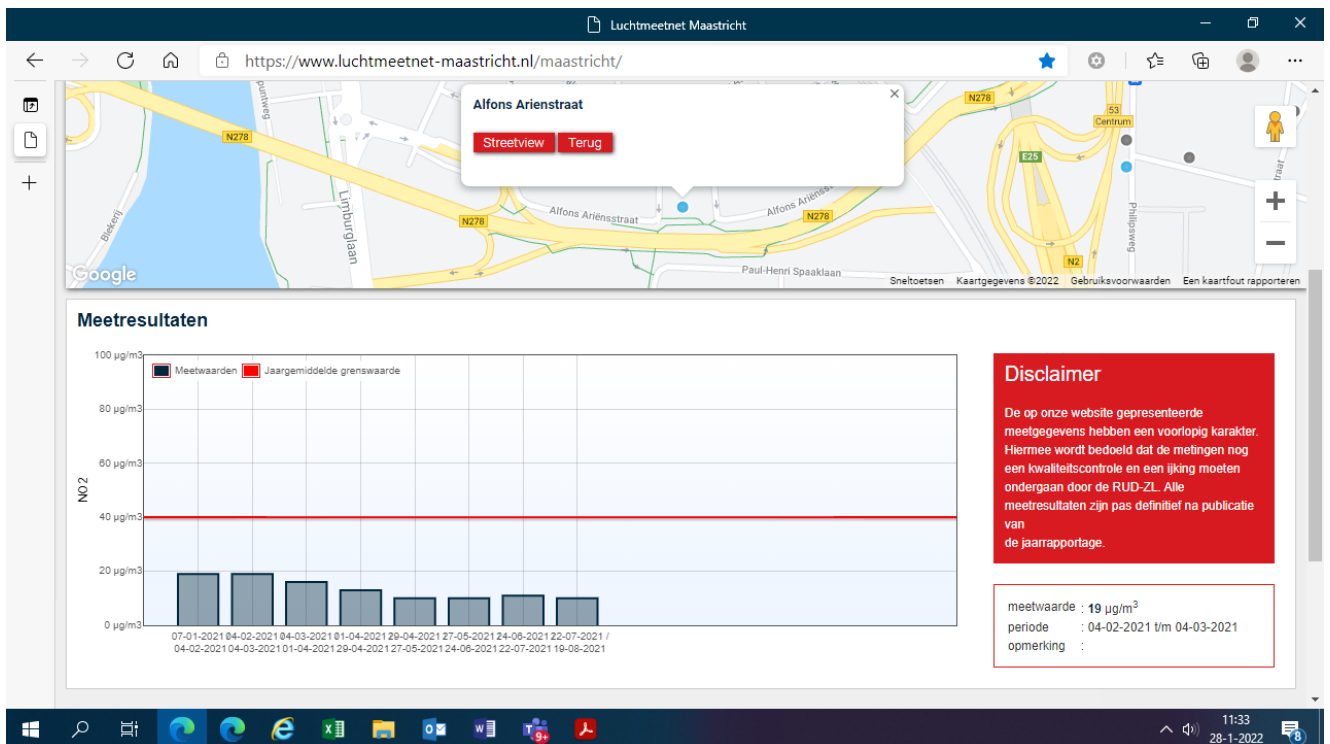 Luchtmeetnet Maastricht
https://www.luchtmeetnet-maastricht.nl/maastricht/
Alfons Arienstraat
Streetview Terug
N278
N278
53
Centrum
E25
puntweg
Limburglaan
Blekerij
N278
Alfons Ariënsstraat
Alfons Ariënss
N278
Philipsweg
straat
N2
Paul-Henri Spaaklaan
Google
Sneltoetsen Kaartgegevens ©2022 Gebruiksvoorwaarden Een kaartfout rapporteren
Meetresultaten
Meetwaarden Jaargemiddelde grenswaarde
NO2
100 µg/m3
80 µg/m3
60 µg/m3
40 µg/m3
20 µg/m3
0 µg/m3
07-01-2021 04-02-2021 04-03-2021 01-04-2021 29-04-2021 27-05-2021 24-06-2021 22-07-2021 /
04-02-2021 04-03-2021 01-04-2021 29-04-2021 27-05-2021 24-06-2021 22-07-2021 19-08-2021
Disclaimer
De op onze website gepresenteerde
meetgegevens hebben een voorlopig karakter.
Hiermee wordt bedoeld dat de metingen nog
een kwaliteitscontrole en een ijking moeten
ondergaan door de RUD-ZL. Alle
meetresultaten zijn pas definitief na publicatie
van
de jaarrapportage.
meetwaarde : 19 µg/m³
periode : 04-02-2021 t/m 04-03-2021
opmerking :
9+
11:33
28-1-2022
8